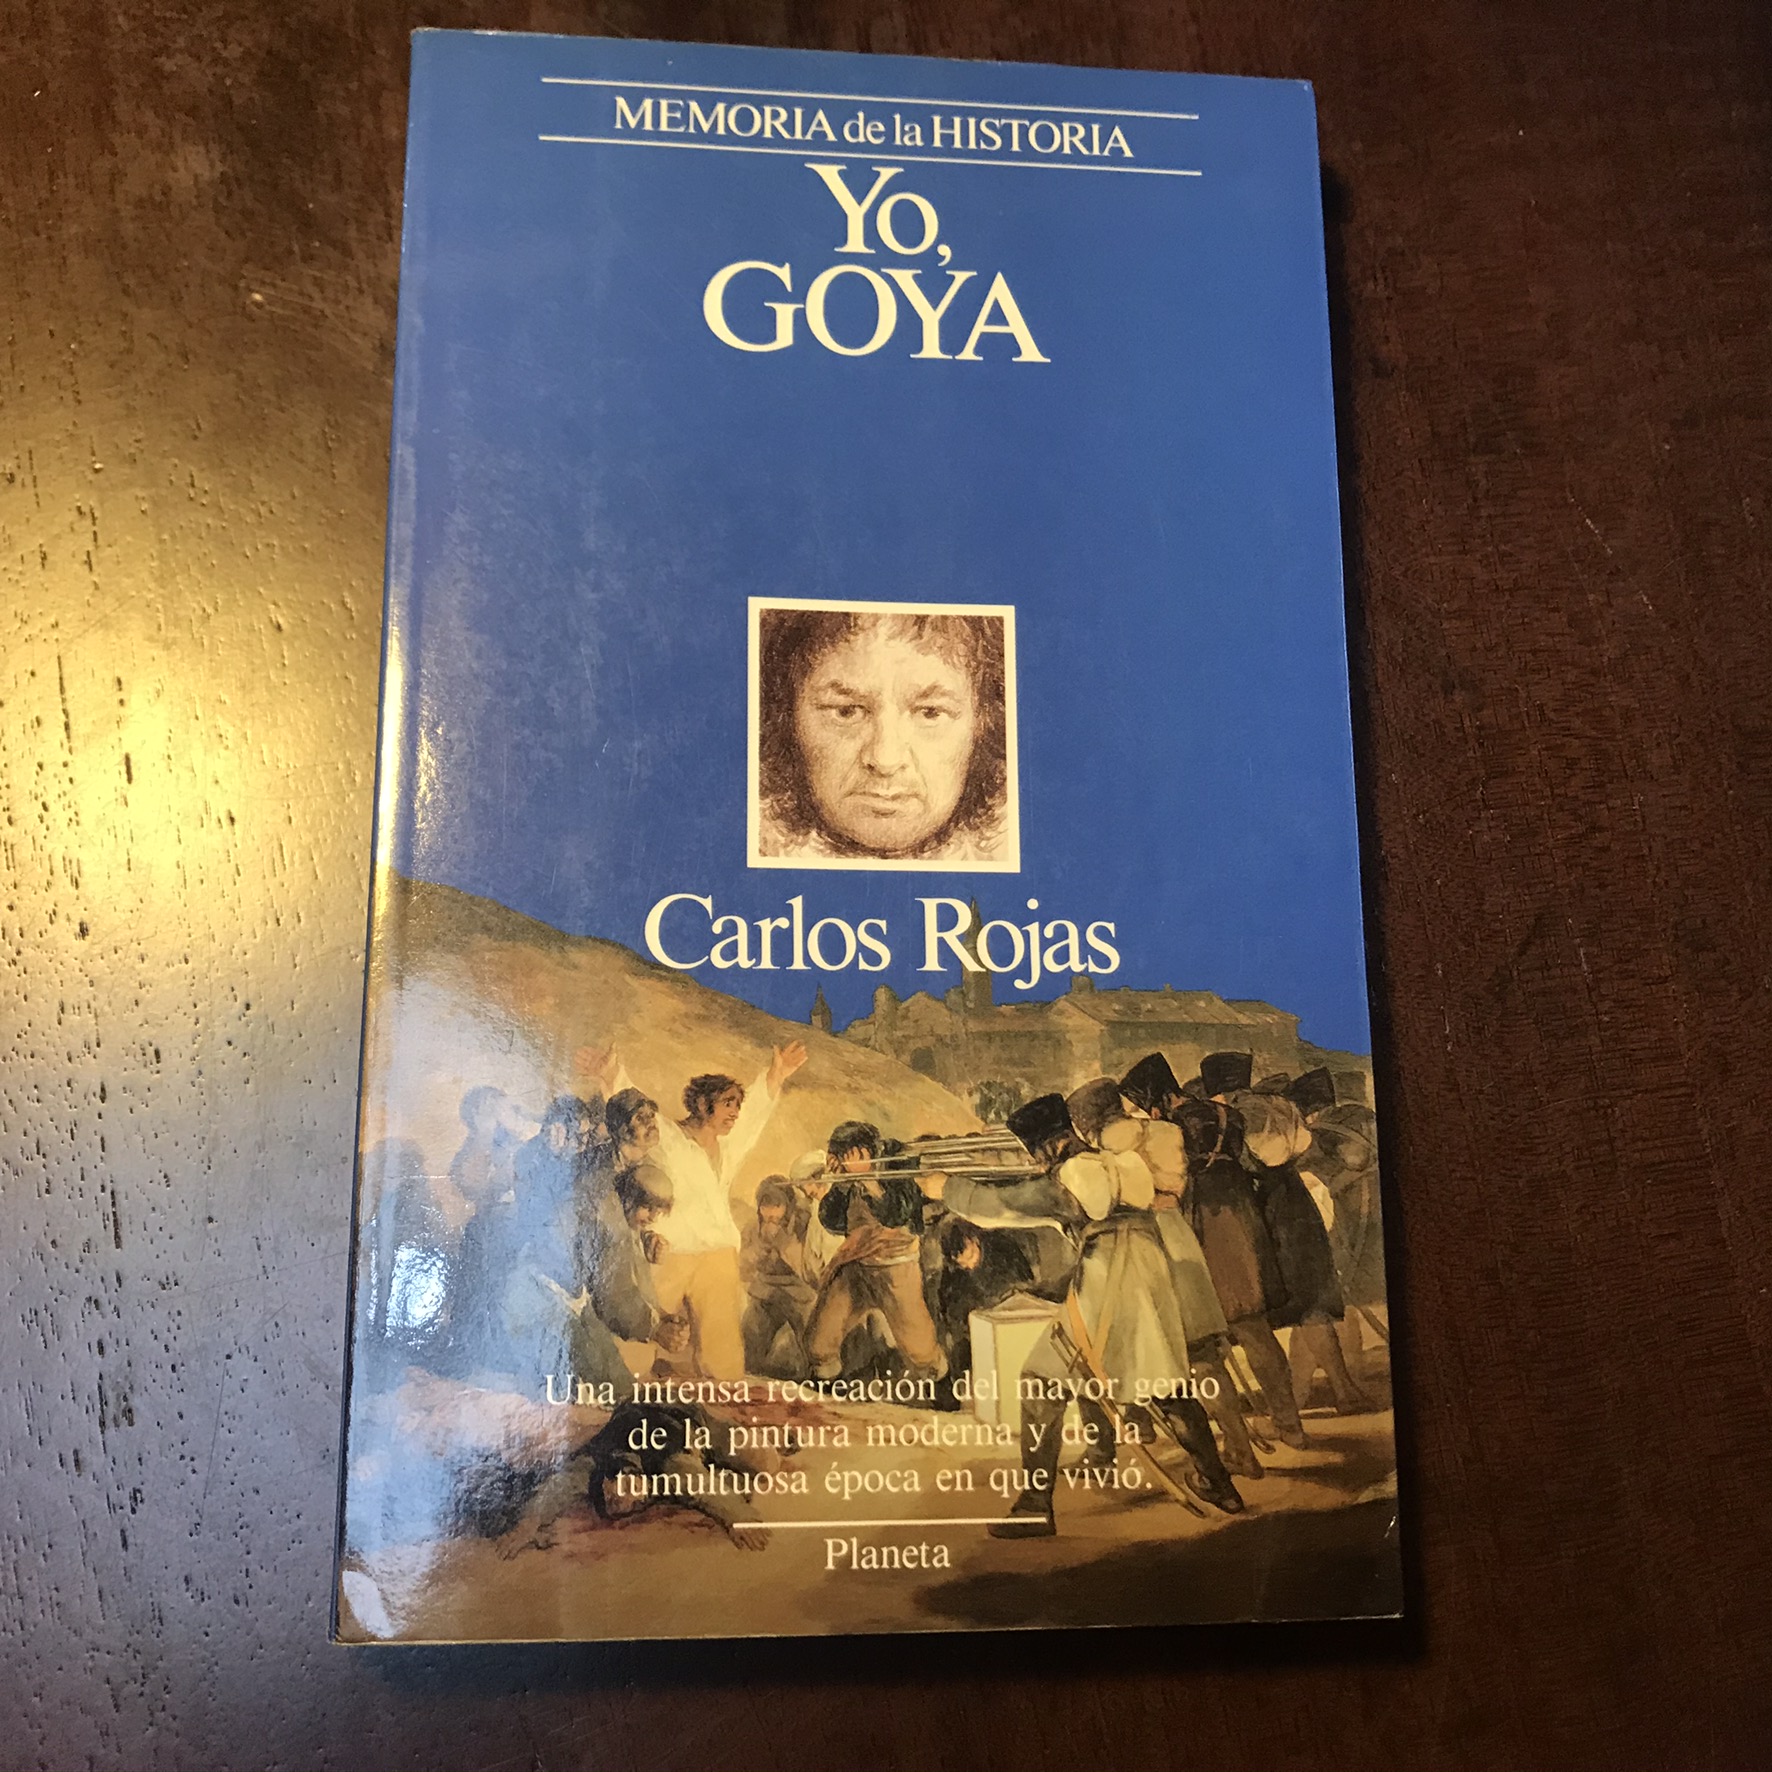 MEMORIA de la HISTORIA
Yo,
GOYA
Carlos Rojas
Una intensa recreación del mayor genio
de la pintura moderna y de la
tumultuosa época en que vivió.
Planeta